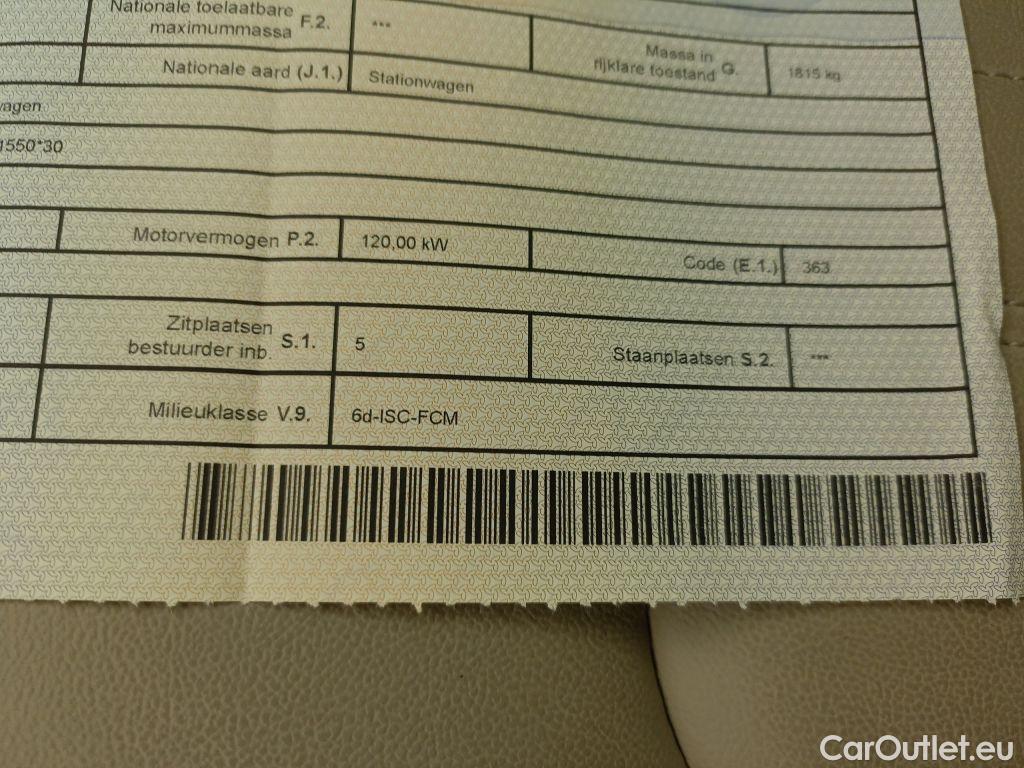 Nationale toelaatbare
maximummassa F.2.
***
Massa in
rijklare toestand G.
1815 kg
Nationale aard (J.1.)
Stationwagen
wagen
1550*30
Motorvermogen P.2.
120,00 kW
Code (E.1.)
363
Zitplaatsen
bestuurder inb. S.1.
5
Staanplaatsen S.2.
***
Milieuklasse V.9.
6d-ISC-FCM
CarOutlet.eu